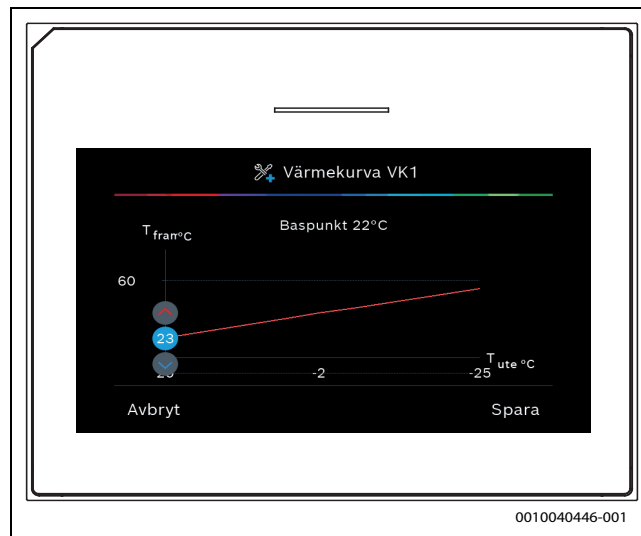 Värmekurva VK1
T fram°C
Baspunkt 22°C
60
23
T ute °C
-2
-25
Avbryt
Spara
0010040446-001